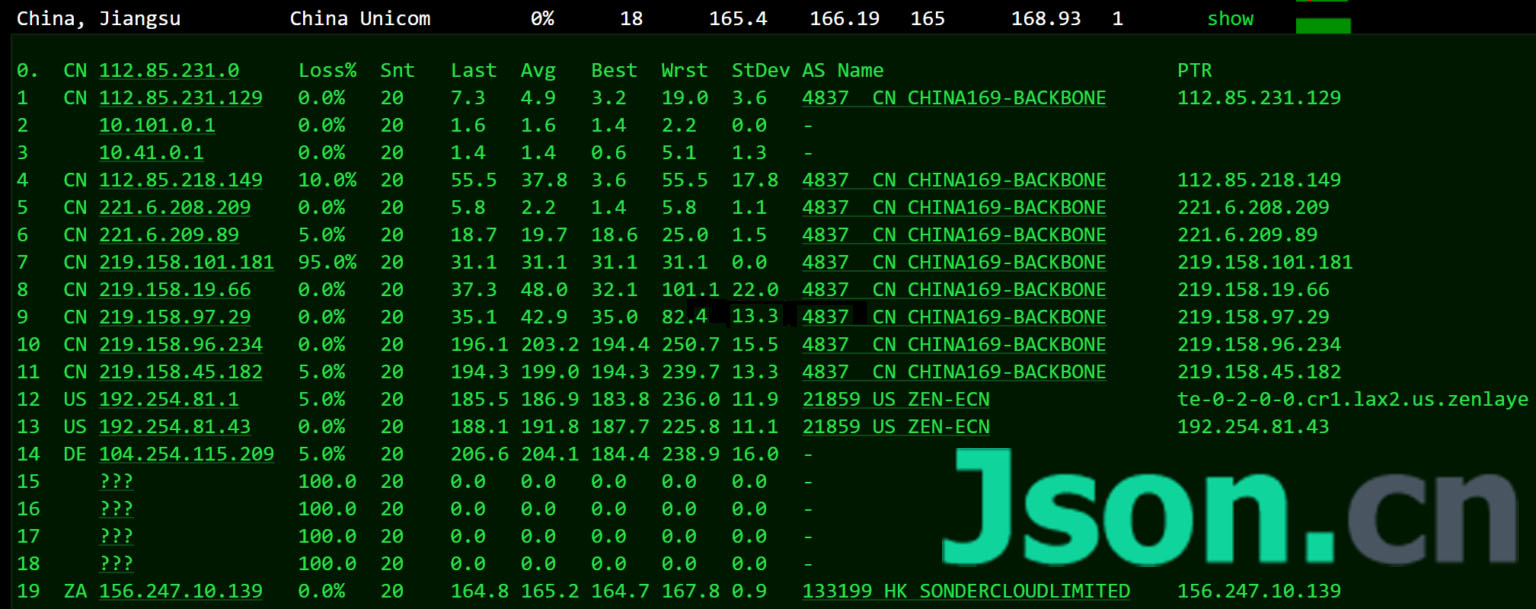 China, Jiangsu China Unicom 0% 18 165.4 166.19 165 168.93 1 show
0. CN 112.85.231.0 Loss% Snt Last Avg Best Wrst StDev AS Name PTR
1 CN 112.85.231.129 0.0% 20 7.3 4.9 3.2 19.0 3.6 4837 CN CHINA169-BACKBONE 112.85.231.129
2 10.101.0.1 0.0% 20 1.6 1.6 1.4 2.2 0.0 -
3 10.41.0.1 0.0% 20 1.4 1.4 0.6 5.1 1.3 -
4 CN 112.85.218.149 10.0% 20 55.5 37.8 3.6 55.5 17.8 4837 CN CHINA169-BACKBONE 112.85.218.149
5 CN 221.6.208.209 0.0% 20 5.8 2.2 1.4 5.8 1.1 4837 CN CHINA169-BACKBONE 221.6.208.209
6 CN 221.6.209.89 5.0% 20 18.7 19.7 18.6 25.0 1.5 4837 CN CHINA169-BACKBONE 221.6.209.89
7 CN 219.158.101.181 95.0% 20 31.1 31.1 31.1 31.1 0.0 4837 CN CHINA169-BACKBONE 219.158.101.181
8 CN 219.158.19.66 0.0% 20 37.3 48.0 32.1 101.1 22.0 4837 CN CHINA169-BACKBONE 219.158.19.66
9 CN 219.158.97.29 0.0% 20 35.1 42.9 35.0 82.4 13.3 4837 CN CHINA169-BACKBONE 219.158.97.29
10 CN 219.158.96.234 0.0% 20 196.1 203.2 194.4 250.7 15.5 4837 CN CHINA169-BACKBONE 219.158.96.234
11 CN 219.158.45.182 5.0% 20 194.3 199.0 194.3 239.7 13.3 4837 CN CHINA169-BACKBONE 219.158.45.182
12 US 192.254.81.1 5.0% 20 185.5 186.9 183.8 236.0 11.9 21859 US ZEN-ECN te-0-2-0-0.cr1.lax2.us.zenlaye
13 US 192.254.81.43 0.0% 20 188.1 191.8 187.7 225.8 11.1 21859 US ZEN-ECN 192.254.81.43
14 DE 104.254.115.209 5.0% 20 206.6 204.1 184.4 238.9 16.0 -
15 ??? 100.0 20 0.0 0.0 0.0 0.0 0.0 -
16 ??? 100.0 20 0.0 0.0 0.0 0.0 0.0 -
17 ??? 100.0 20 0.0 0.0 0.0 0.0 0.0 -
18 ??? 100.0 20 0.0 0.0 0.0 0.0 0.0 -
Json.cn
19 ZA 156.247.10.139 0.0% 20 164.8 165.2 164.7 167.8 0.9 133199 HK SONDERCLOUDLIMITED 156.247.10.139